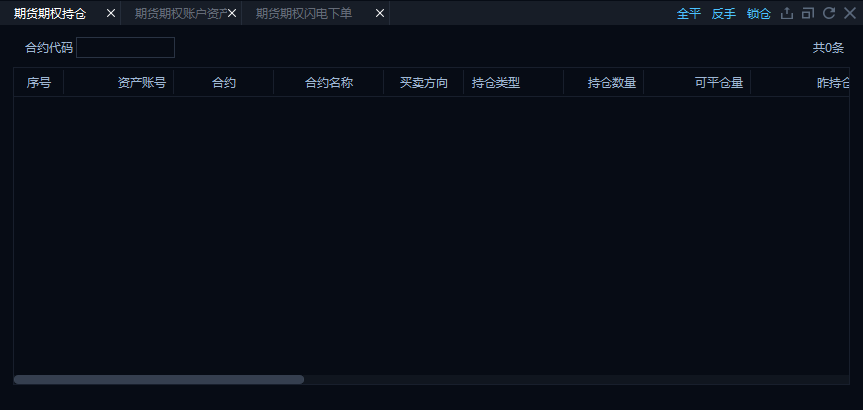 期货期权持仓 期货期权账户资产 期货期权闪电下单 全平 反手 锁仓
合约代码 共0条
序号 资产账号 合约 合约名称 买卖方向 持仓类型 持仓数量 可平仓量 昨持仓